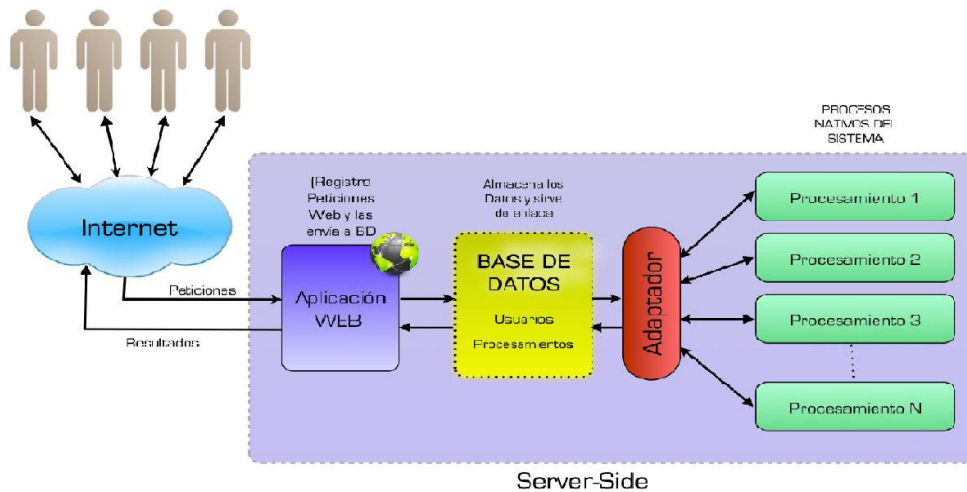 PROCESOS
NATIVOS DEL
SISTEMA
[Registro
Peticiones
Web y las
envía a BD
Almacena los
Datos y sirve
de enlace
Internet
Peticiones
Resultados
Aplicación
WEB
BASE DE
DATOS
Usuarios
Procesamientos
Adaptador
Procesamiento 1
Procesamiento 2
Procesamiento 3
Procesamiento N
Server-Side